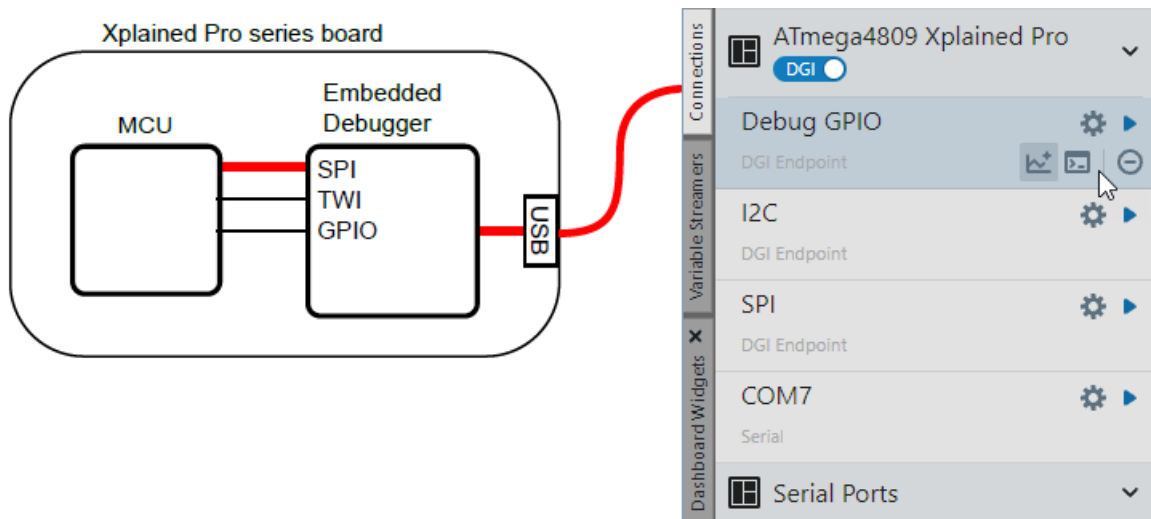 Xplained Pro series board
MCU
Embedded
Debugger
SPI
TWI
GPIO
USB
Connections
Variable Streamers
Dashboard Widgets
ATmega4809 Xplained Pro
DGI
Debug GPIO
DGI Endpoint
I2C
DGI Endpoint
SPI
DGI Endpoint
COM7
Serial
Serial Ports